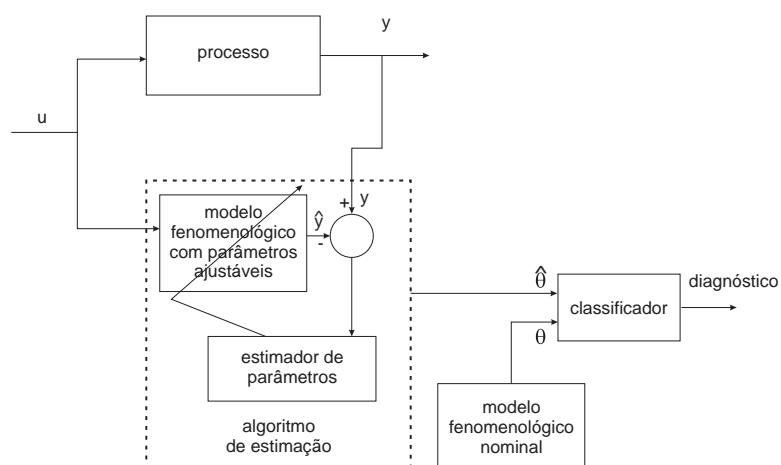 y
processo
u
+ y
modelo
fenomenológico
com parâmetros
ajustáveis
ŷ
-
θ̂
diagnóstico
classificador
θ
estimador de
parâmetros
modelo
fenomenológico
nominal
algoritmo
de estimação